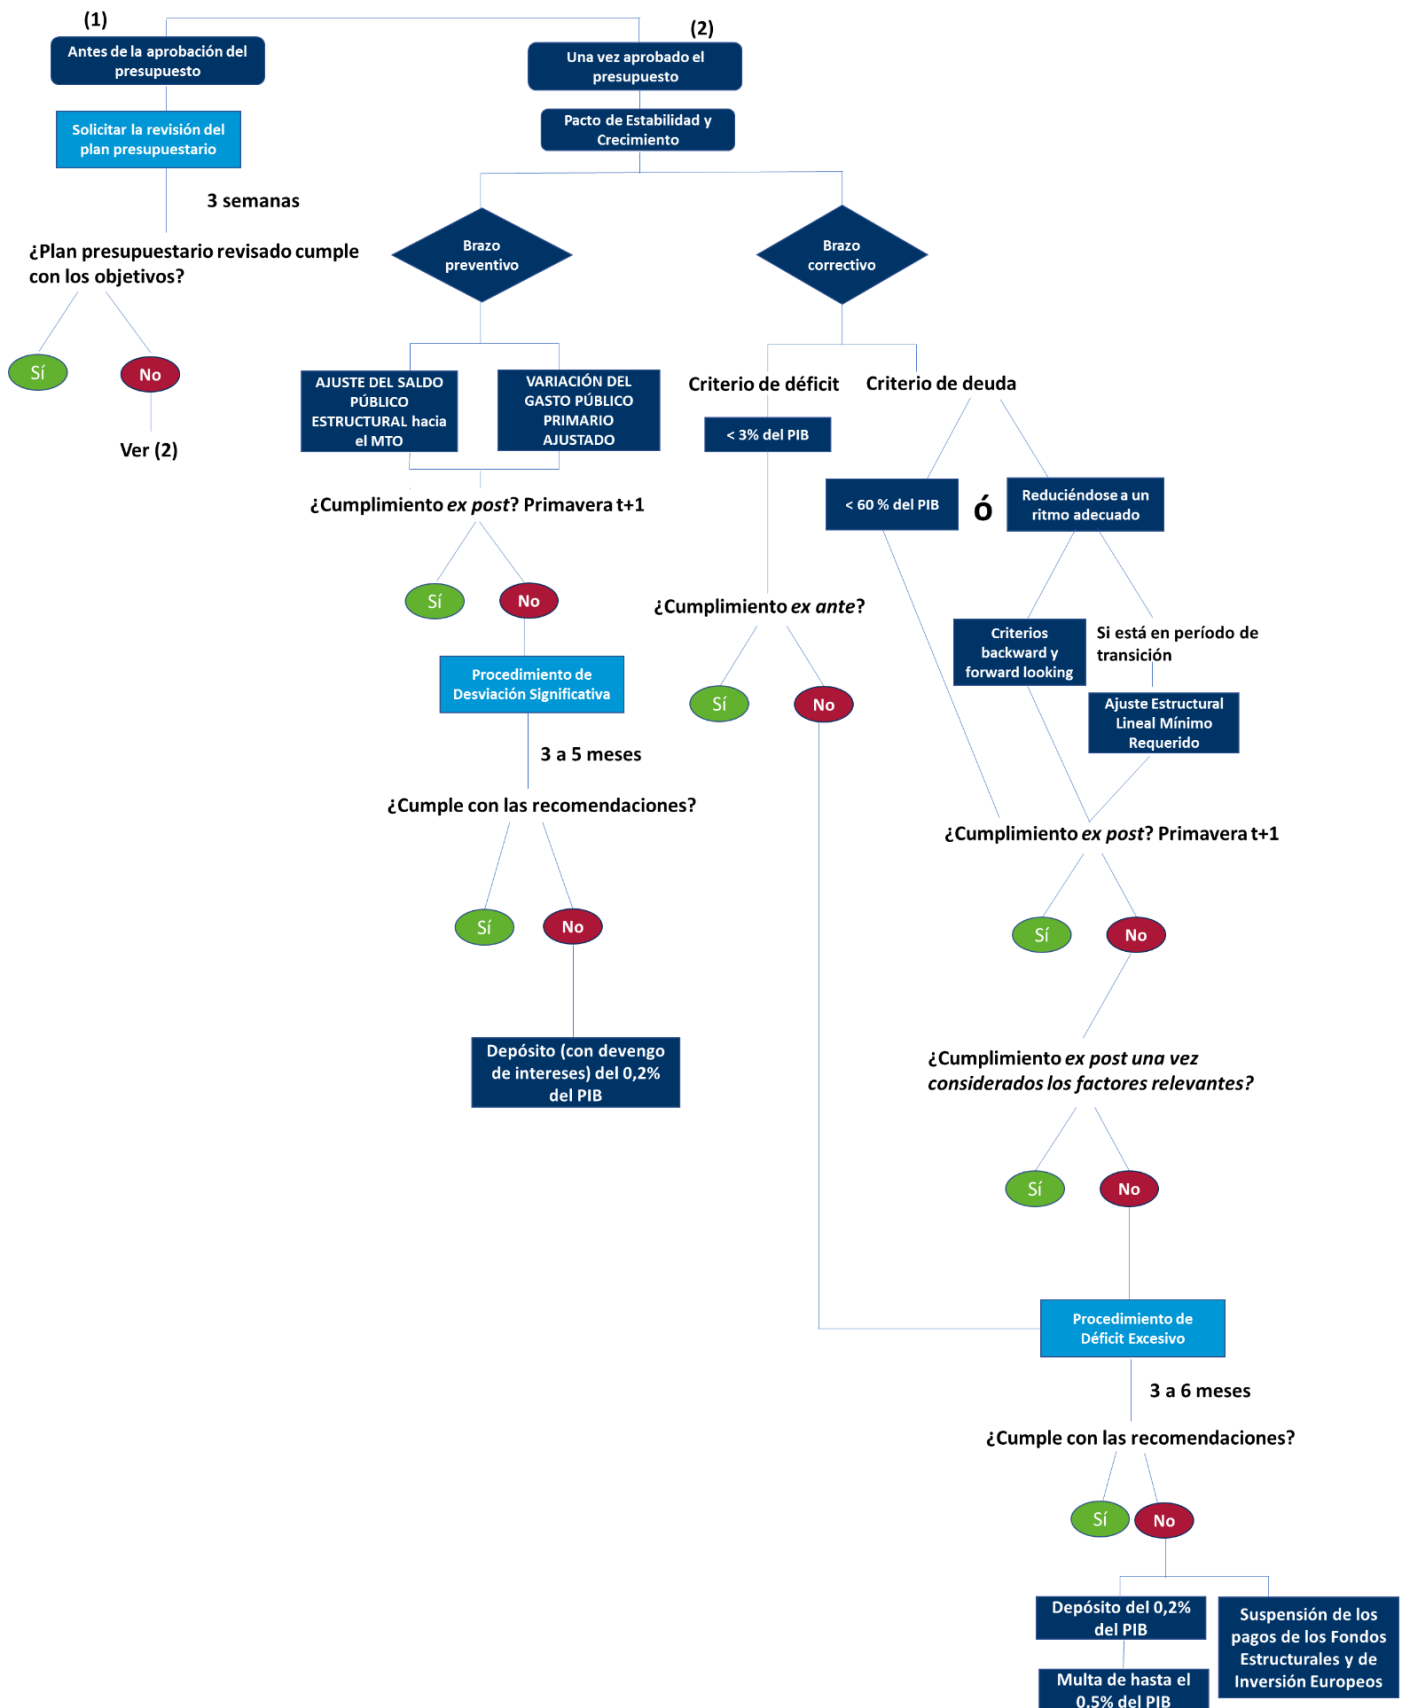 (1)
Antes de la aprobación del
presupuesto
Solicitar la revisión del
plan presupuestario
3 semanas
¿Plan presupuestario revisado cumple
con los objetivos?
Sí
No
Ver (2)
(2)
Una vez aprobado el
presupuesto
Pacto de Estabilidad y
Crecimiento
Brazo
preventivo
AJUSTE DEL SALDO
PÚBLICO
ESTRUCTURAL hacia
el MTO
VARIACIÓN DEL
GASTO PÚBLICO
PRIMARIO
AJUSTADO
¿Cumplimiento ex post? Primavera t+1
Sí
No
Procedimiento de
Desviación Significativa
3 a 5 meses
¿Cumple con las recomendaciones?
Sí
No
Depósito (con devengo
de intereses) del 0,2%
del PIB
Brazo
correctivo
Criterio de déficit
< 3% del PIB
¿Cumplimiento ex ante?
Sí
No
Criterio de deuda
< 60 % del PIB
ó
Reduciéndose a un
ritmo adecuado
Criterios
backward y
forward looking
Si está en período de
transición
Ajuste Estructural
Lineal Mínimo
Requerido
¿Cumplimiento ex post? Primavera t+1
Sí
No
¿Cumplimiento ex post una vez
considerados los factores relevantes?
Sí
No
Procedimiento de
Déficit Excesivo
3 a 6 meses
¿Cumple con las recomendaciones?
Sí
No
Depósito del 0,2%
del PIB
Multa de hasta el
0,5% del PIB
Suspensión de los
pagos de los Fondos
Estructurales y de
Inversión Europeos